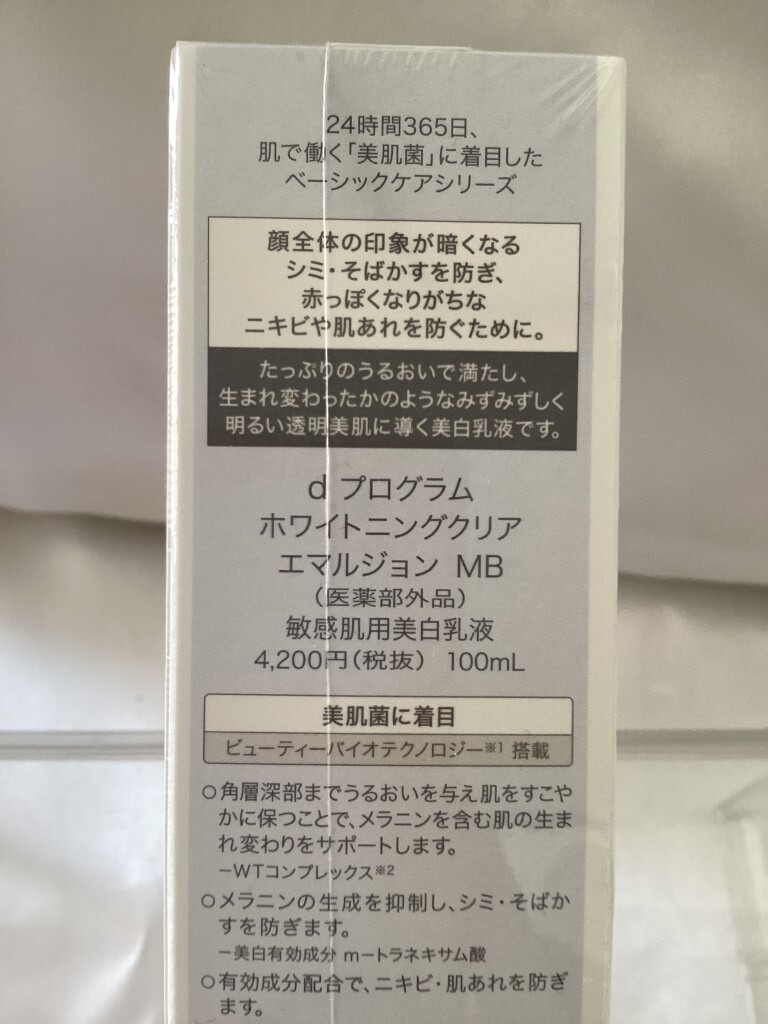 24時間365日、
肌で働く「美肌菌」に着目した
ベーシックケアシリーズ
顔全体の印象が暗くなる
シミ・そばかすを防ぎ、
赤っぽくなりがちな
ニキビや肌あれを防ぐために。
たっぷりのうるおいで満たし、
生まれ変わったかのようなみずみずしく
明るい透明美肌に導く美白乳液です。
d プログラム
ホワイトニングクリア
エマルジョン MB
（医薬部外品）
敏感肌用美白乳液
4,200円（税抜） 100mL
美肌菌に着目
ビューティーバイオテクノロジー※1 搭載
○角層深部までうるおいを与え肌をすこや
かに保つことで、メラニンを含む肌の生ま
れ変わりをサポートします。
－WTコンプレックス※2
○メラニンの生成を抑制し、シミ・そばか
すを防ぎます。
－美白有効成分 m－トラネキサム酸
○有効成分配合で、ニキビ・肌あれを防ぎ
ます。